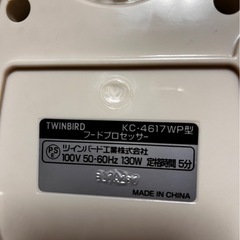 TWINBIRD KC-4617WP型
フードプロセッサー
PS E ツインバード工業株式会社
100V 50-60Hz 130W 定格時間 5分
MADE IN CHINA